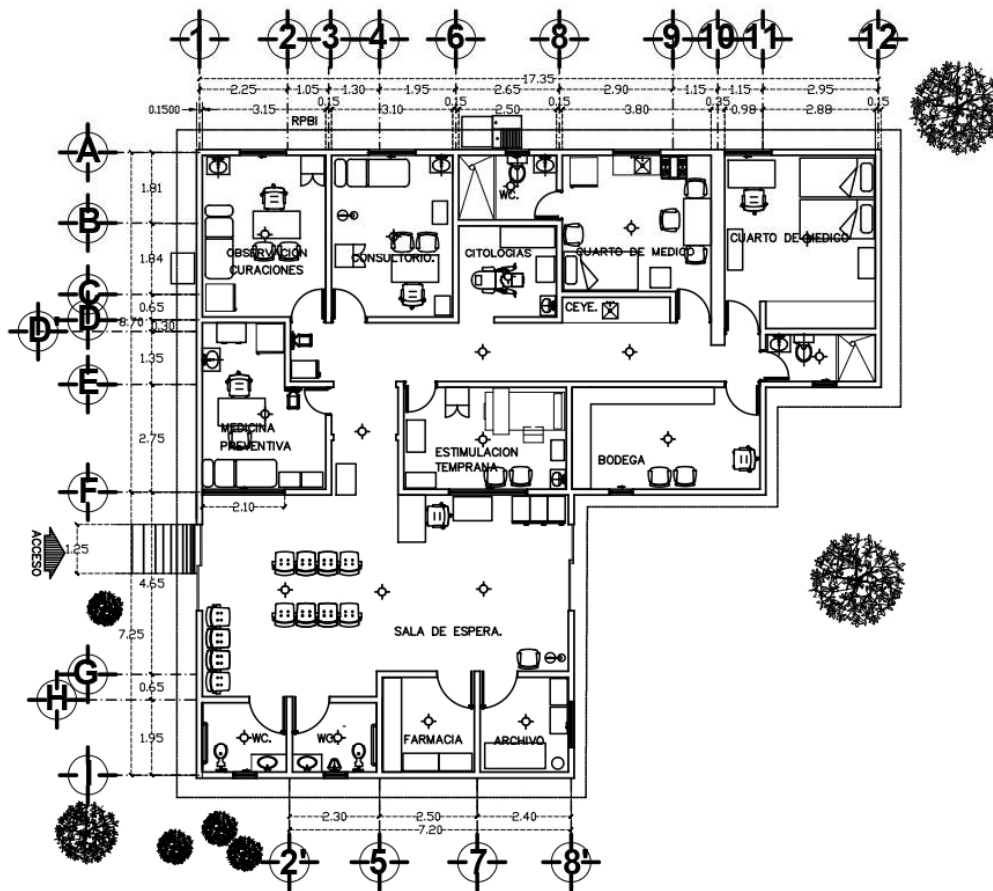 1 2 3 4 6 8 9 10 11 12
17.35
2.25 1.05 1.30 1.95 2.65 2.90 1.15 1.15 2.95
0.1500 3.15 0.15 3.10 0.15 2.50 0.15 3.80 0.35 0.98 2.88 0.15
RPBI
A
1.81
WC.
B
CUARTO DE MEDICO
OBSERVACION
CONSULTORIO.
CITOLOGIAS
CUARTO DE MEDICO
CURACIONES
1.84
C
0.65
CEYE.
D
8.70
0.30
D'
1.35
E
2.75
MEDICINA
PREVENTIVA
ESTIMULACION
TEMPRANA
BODEGA
F
2.10
ACCESO
1.25
4.65
7.25
SALA DE ESPERA.
G
0.65
H
WC.
WC.
FARMACIA
ARCHIVO
1.95
I
2.30 2.50 2.40
7.20
2' 5 7 8'